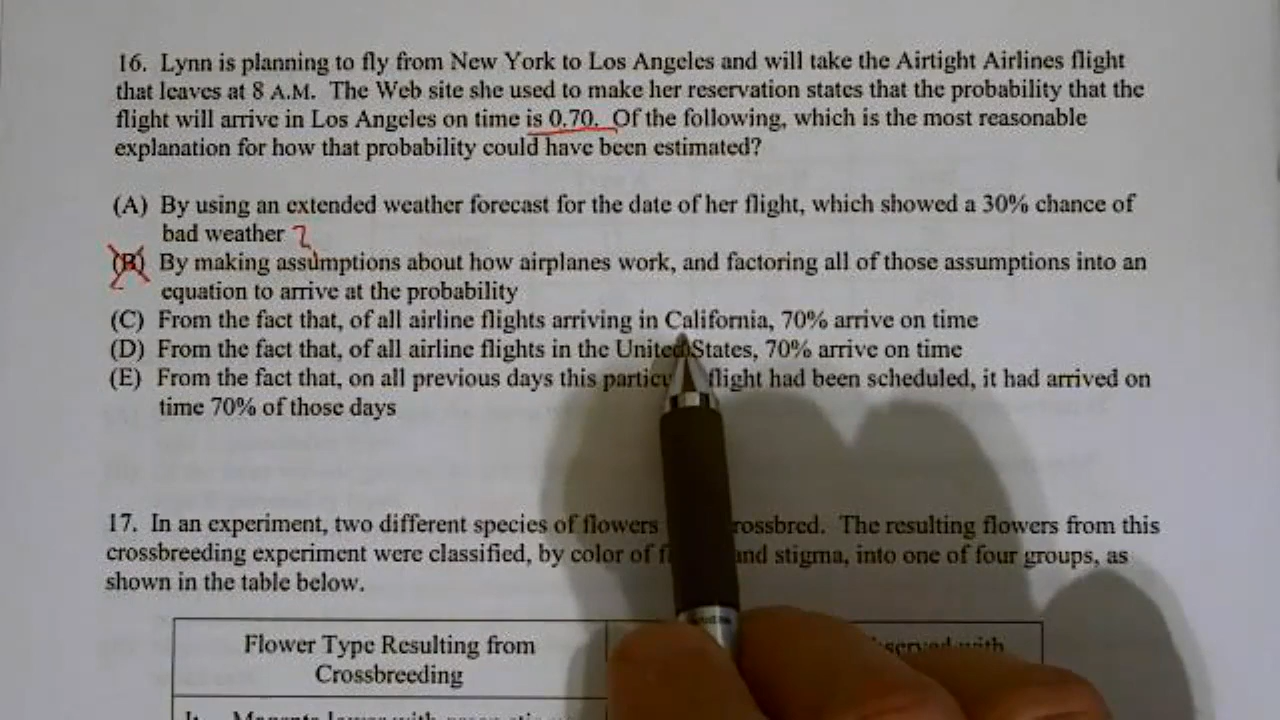 16. Lynn is planning to fly from New York to Los Angeles and will take the Airtight Airlines flight
that leaves at 8 A.M. The Web site she used to make her reservation states that the probability that the
flight will arrive in Los Angeles on time is 0.70. Of the following, which is the most reasonable
explanation for how that probability could have been estimated?
(A) By using an extended weather forecast for the date of her flight, which showed a 30% chance of
bad weather ?
(B) By making assumptions about how airplanes work, and factoring all of those assumptions into an
equation to arrive at the probability
(C) From the fact that, of all airline flights arriving in California, 70% arrive on time
(D) From the fact that, of all airline flights in the United States, 70% arrive on time
(E) From the fact that, on all previous days this flight had been scheduled, it had arrived on
time 70% of those days
17. In an experiment, two different species of flowers The resulting flowers from this
crossbreeding experiment were classified, by color of and stigma, into one of four groups, as
shown in the table below.
Flower Type Resulting from
Crossbreeding
with